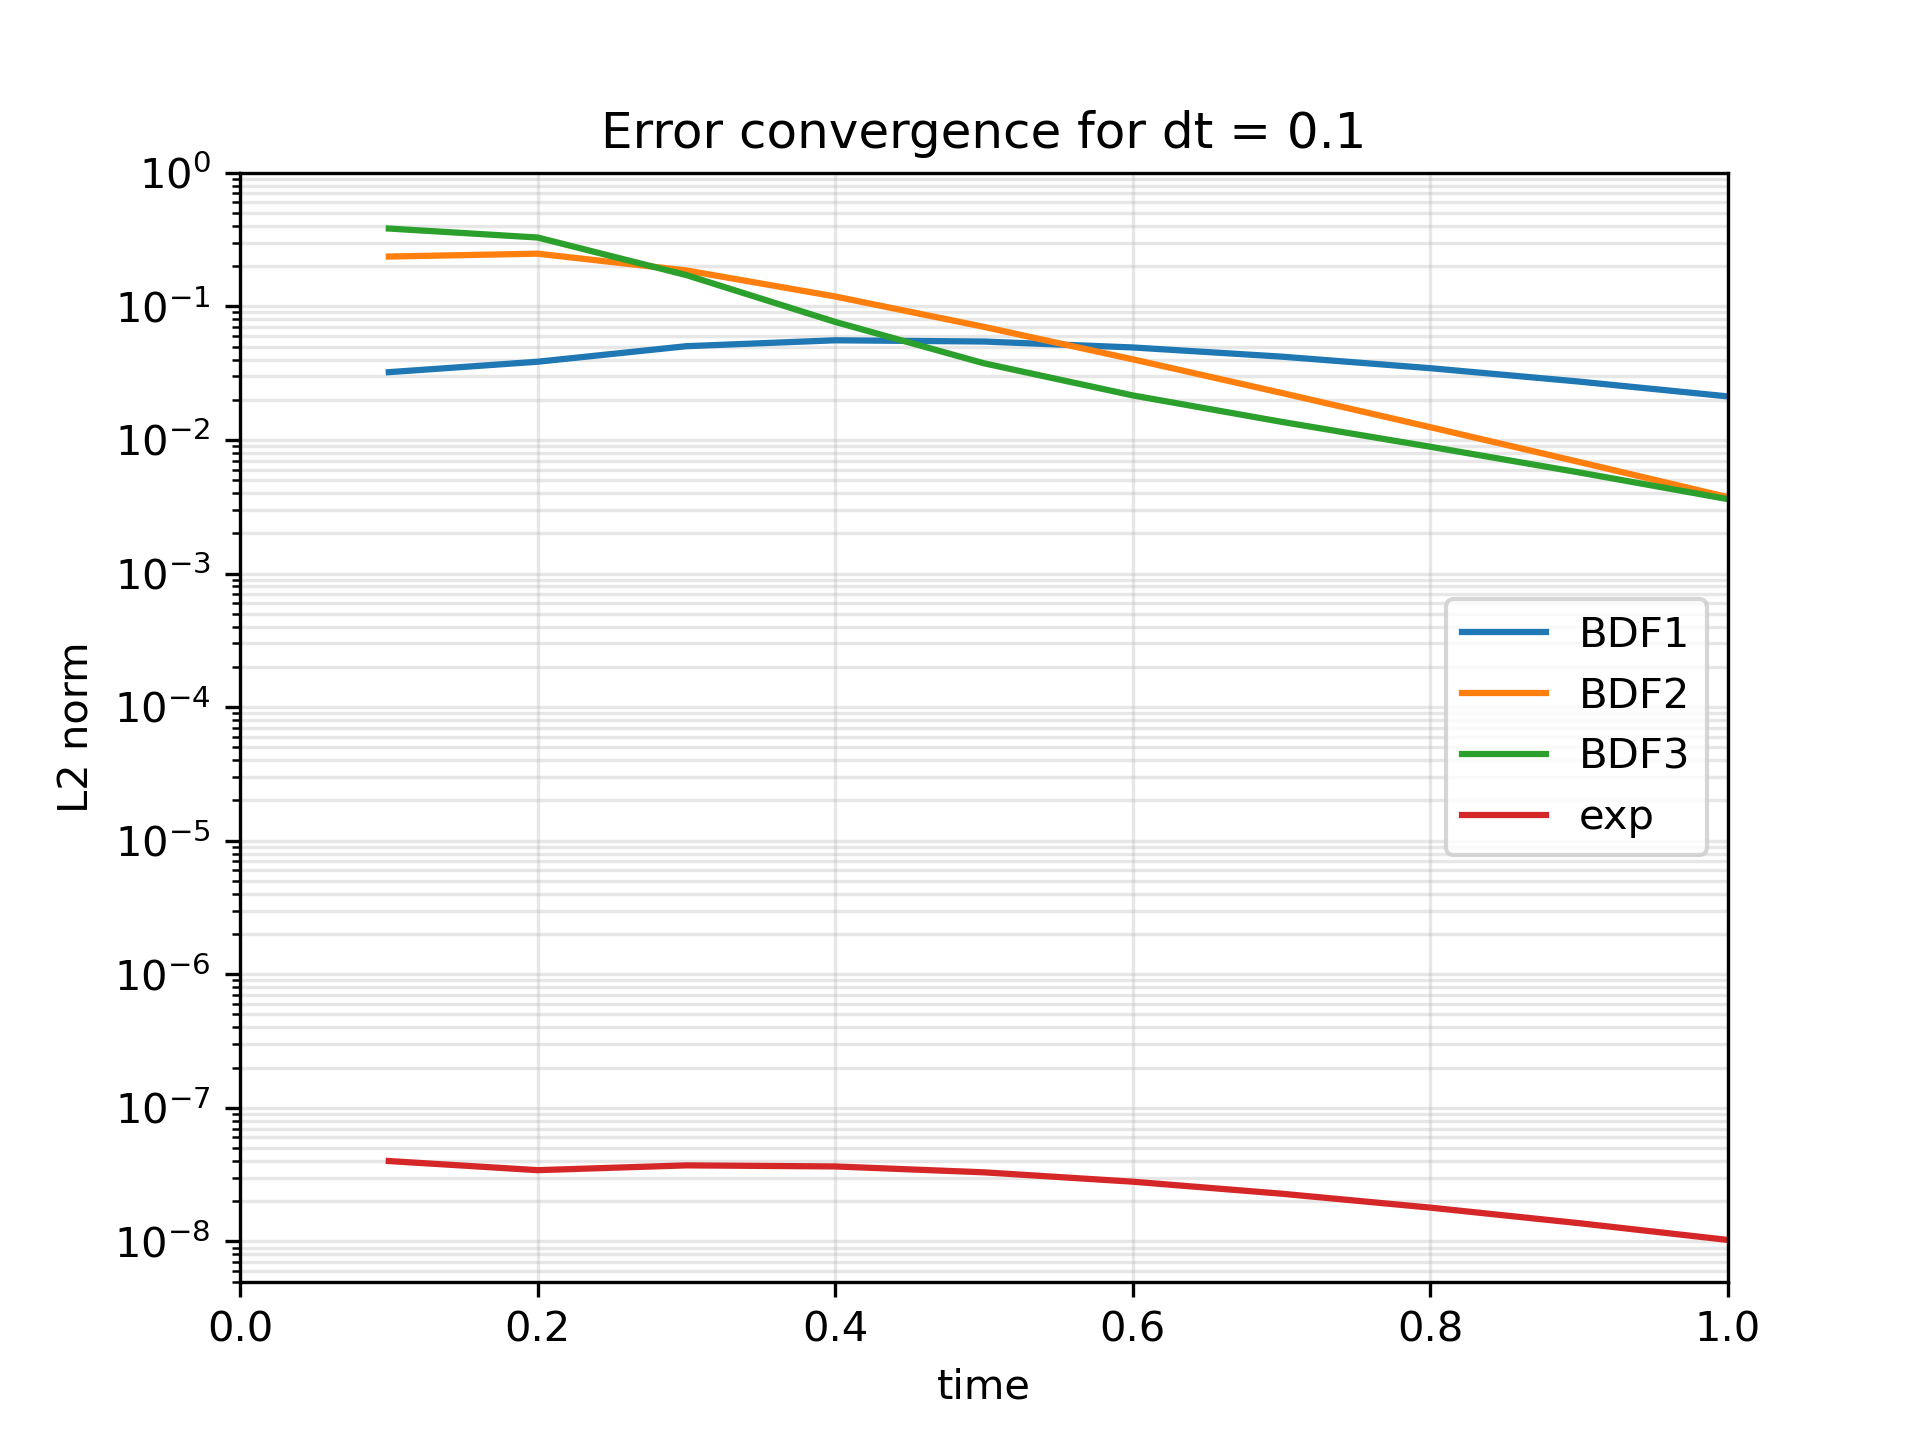 Error convergence for dt = 0.1
10⁰
10⁻¹
10⁻²
10⁻³
10⁻⁴
10⁻⁵
10⁻⁶
10⁻⁷
10⁻⁸
L2 norm
BDF1
BDF2
BDF3
exp
0.0 0.2 0.4 0.6 0.8 1.0
time